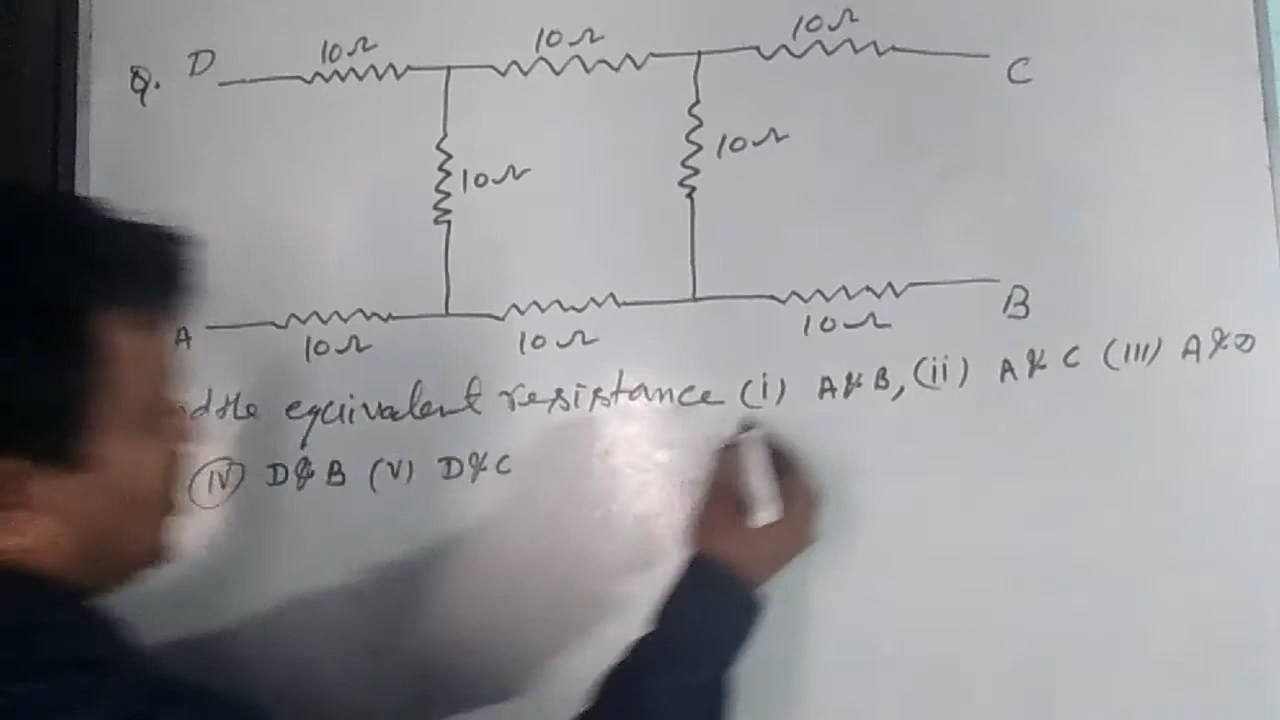 10Ω 10Ω 10Ω
Q. D C
10Ω 10Ω
A B
10Ω 10Ω 10Ω
equivalent resistance (i) A & B, (ii) A & C (III) A & D
(IV) D & B (V) D & C